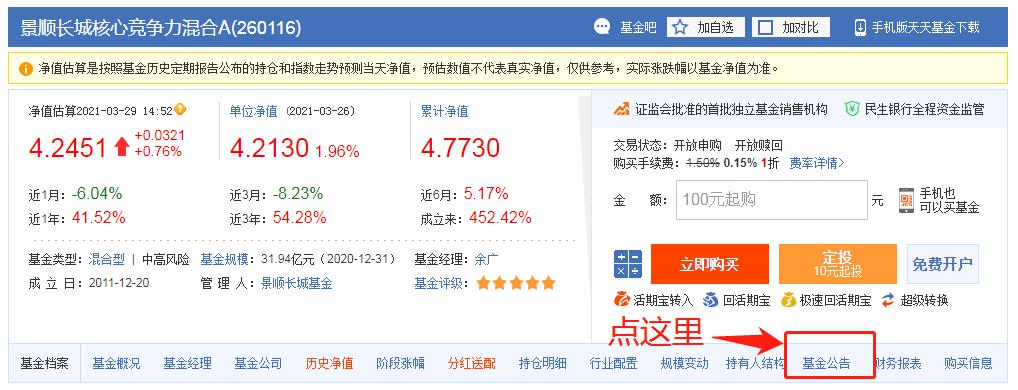 景顺长城核心竞争力混合A(260116)
基金吧 加自选 加对比 手机版天天基金下载
净值估算是按照基金历史定期报告公布的持仓和指数走势预测当天净值，预估数值不代表真实净值，仅供参考，实际涨跌幅以基金净值为准。
净值估算2021-03-29 14:52 单位净值 (2021-03-26) 累计净值
4.2451 +0.0321 +0.76% 4.2130 1.96% 4.7730
近1月：-6.04% 近3月：-8.23% 近6月：5.17%
近1年：41.52% 近3年：54.28% 成立来：452.42%
基金类型：混合型 | 中高风险 基金规模：31.94亿元（2020-12-31） 基金经理：余广
成 立 日：2011-12-20 管 理 人：景顺长城基金 基金评级：
证监会批准的首批独立基金销售机构 民生银行全程资金监管
交易状态：开放申购 开放赎回
购买手续费：1.50% 0.15% 1折 费率详情>
金 额： 100元起购 元 手机也
可以买基金
立即购买 定投 免费开户
10元起投
活期宝转入 回活期宝 极速回活期宝 超级转换
点这里
基金档案 基金概况 基金经理 基金公司 历史净值 阶段涨幅 分红送配 持仓明细 行业配置 规模变动 持有人结构 基金公告 财务报表 购买信息